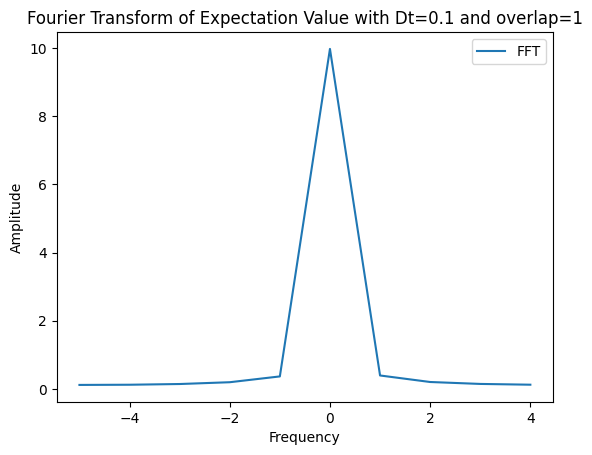 Fourier Transform of Expectation Value with Dt=0.1 and overlap=1
FFT
10
8
6
4
2
0
Amplitude
−4
−2
0
2
4
Frequency